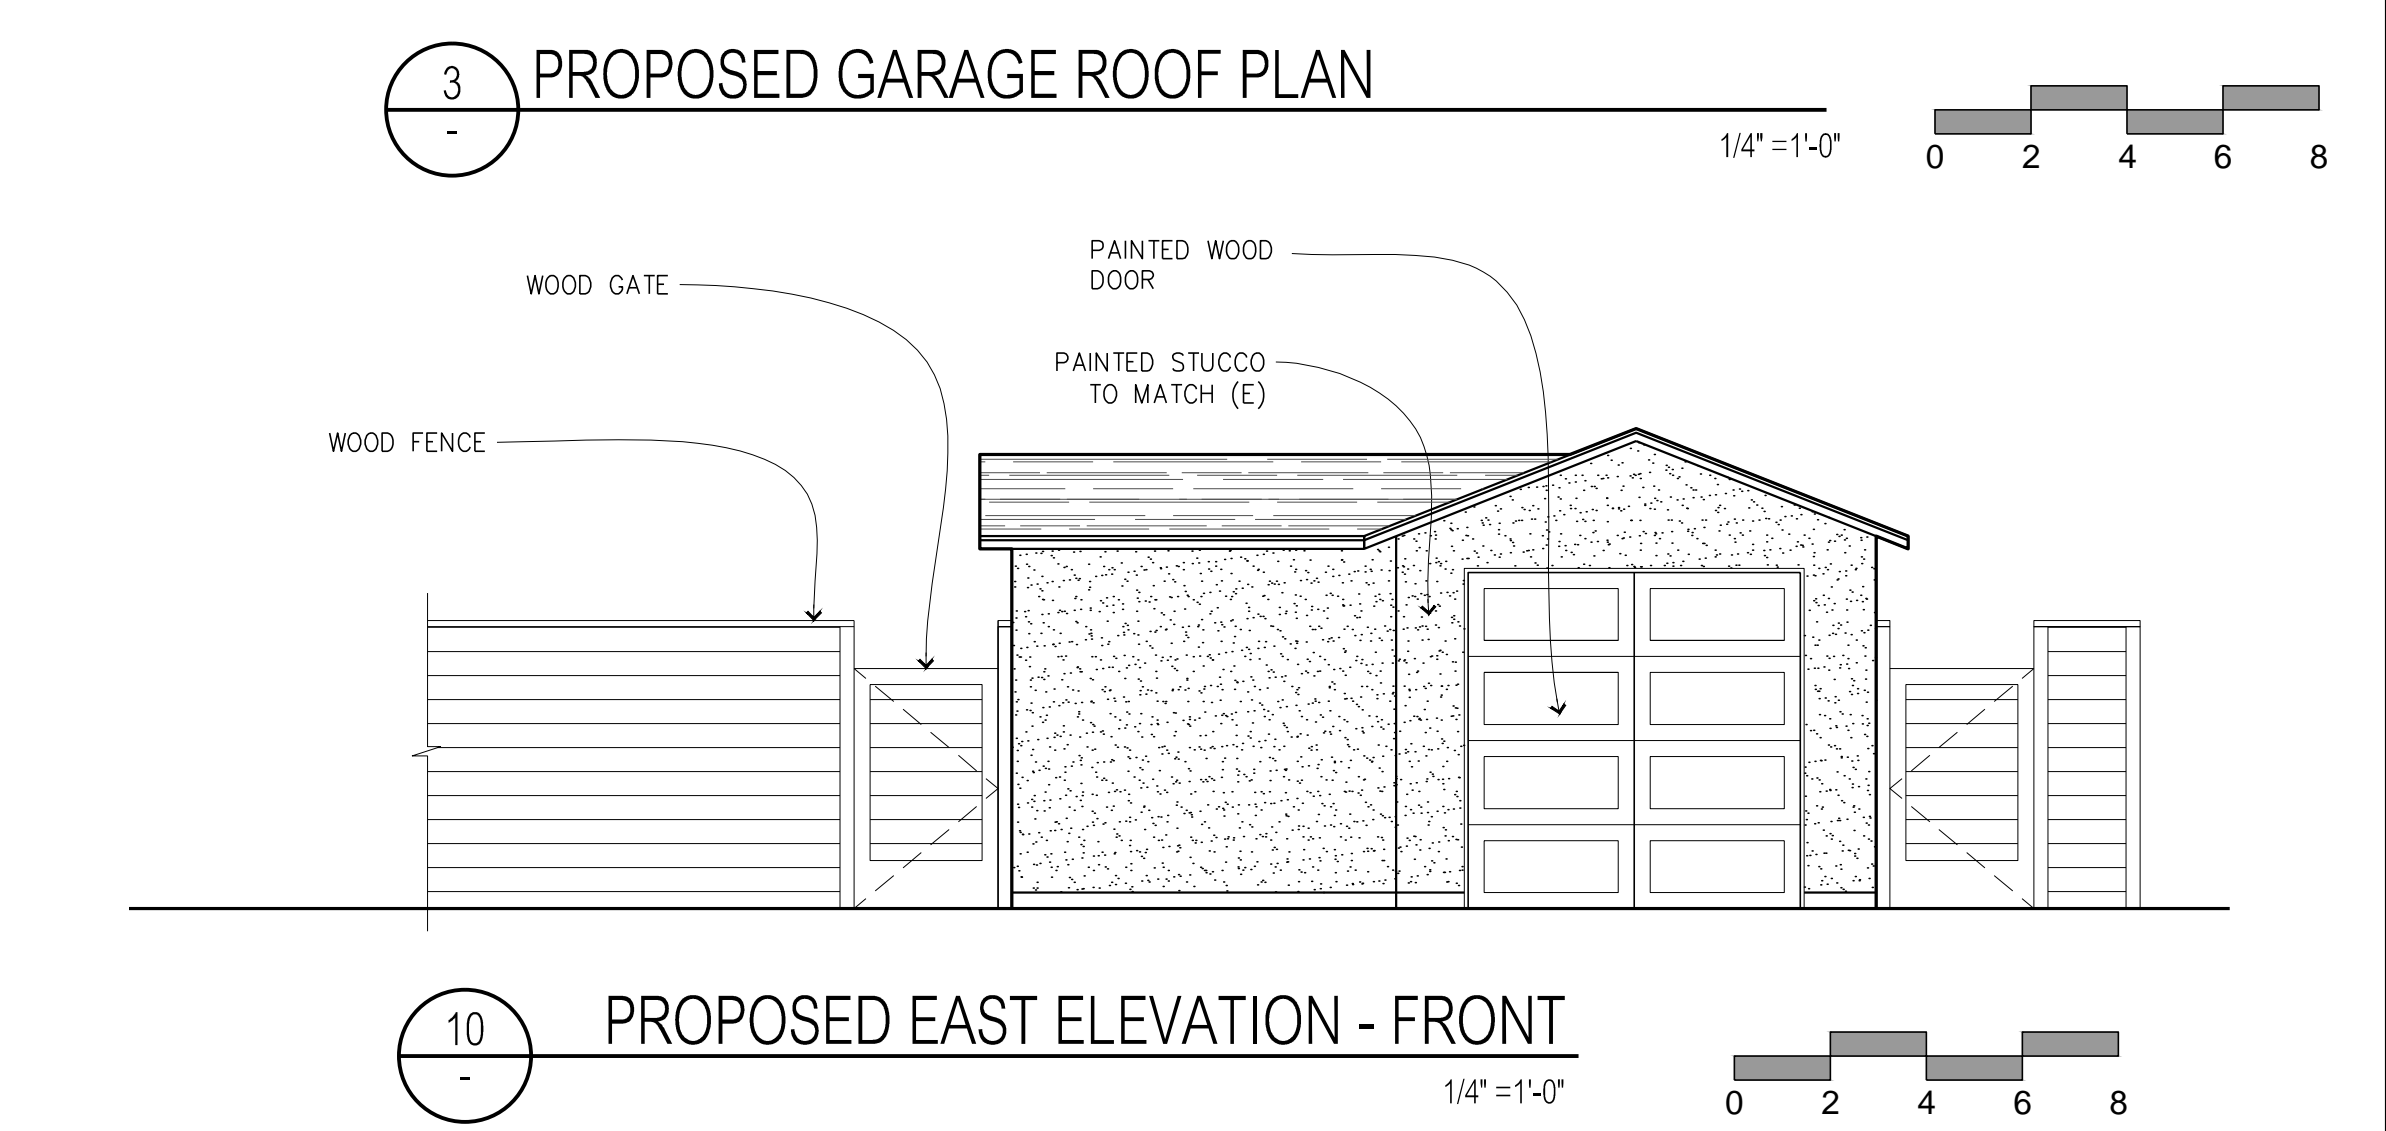 3
PROPOSED GARAGE ROOF PLAN
-
1/4" =1'-0"
0 2 4 6 8
PAINTED WOOD
DOOR
WOOD GATE
PAINTED STUCCO
TO MATCH (E)
WOOD FENCE
10
PROPOSED EAST ELEVATION - FRONT
-
1/4" =1'-0"
0 2 4 6 8